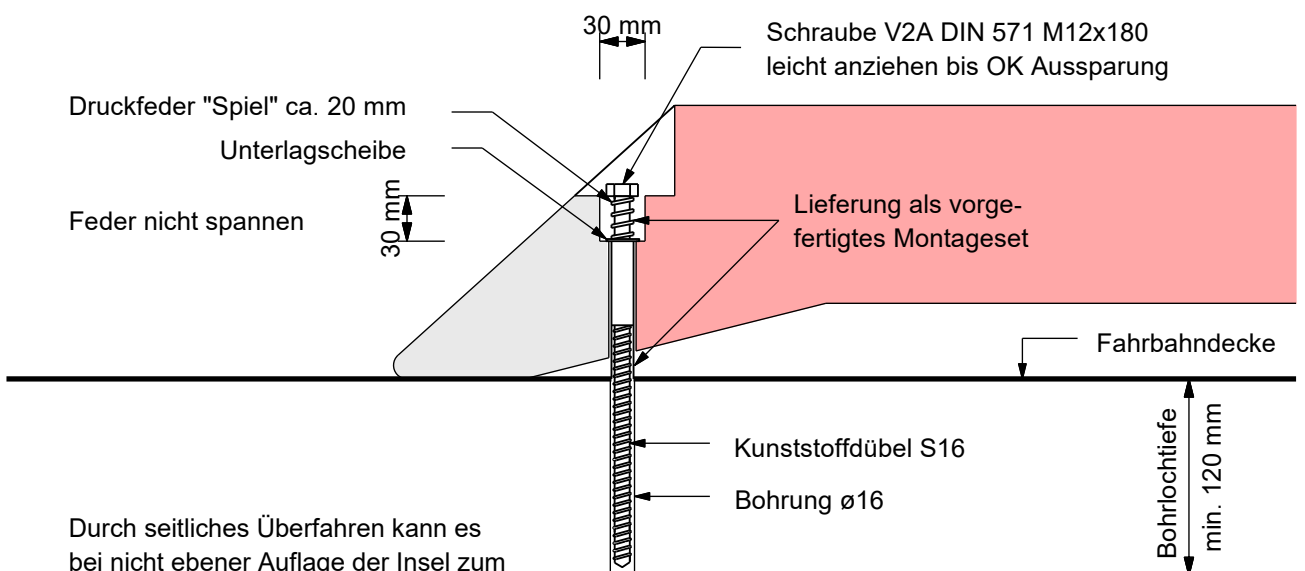 30 mm
Schraube V2A DIN 571 M12x180
leicht anziehen bis OK Aussparung
Druckfeder "Spiel" ca. 20 mm
Unterlagscheibe
30 mm
Feder nicht spannen
Lieferung als vorge-
fertigtes Montageset
Fahrbahndecke
Kunststoffdübel S16
Bohrung ø16
Bohrlochtiefe
min. 120 mm
Durch seitliches Überfahren kann es
bei nicht ebener Auflage der Insel zum